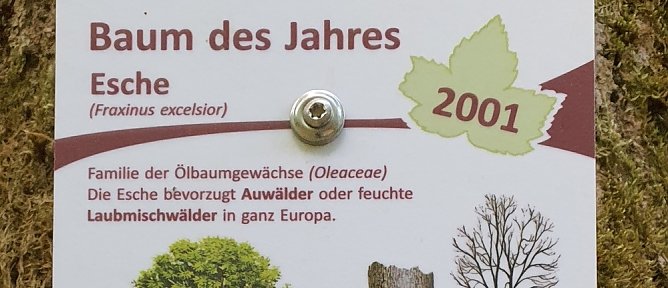 Baum des Jahres
Esche
2001
(Fraxinus excelsior)
Familie der Ölbaumgewächse (Oleaceae)
Die Esche bevorzugt Auwälder oder feuchte
Laubmischwälder in ganz Europa.